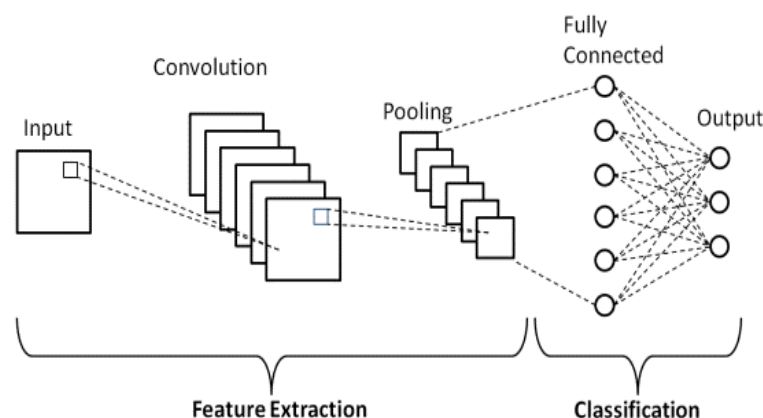 Input
Convolution
Pooling
Fully
Connected
Output
Feature Extraction
Classification